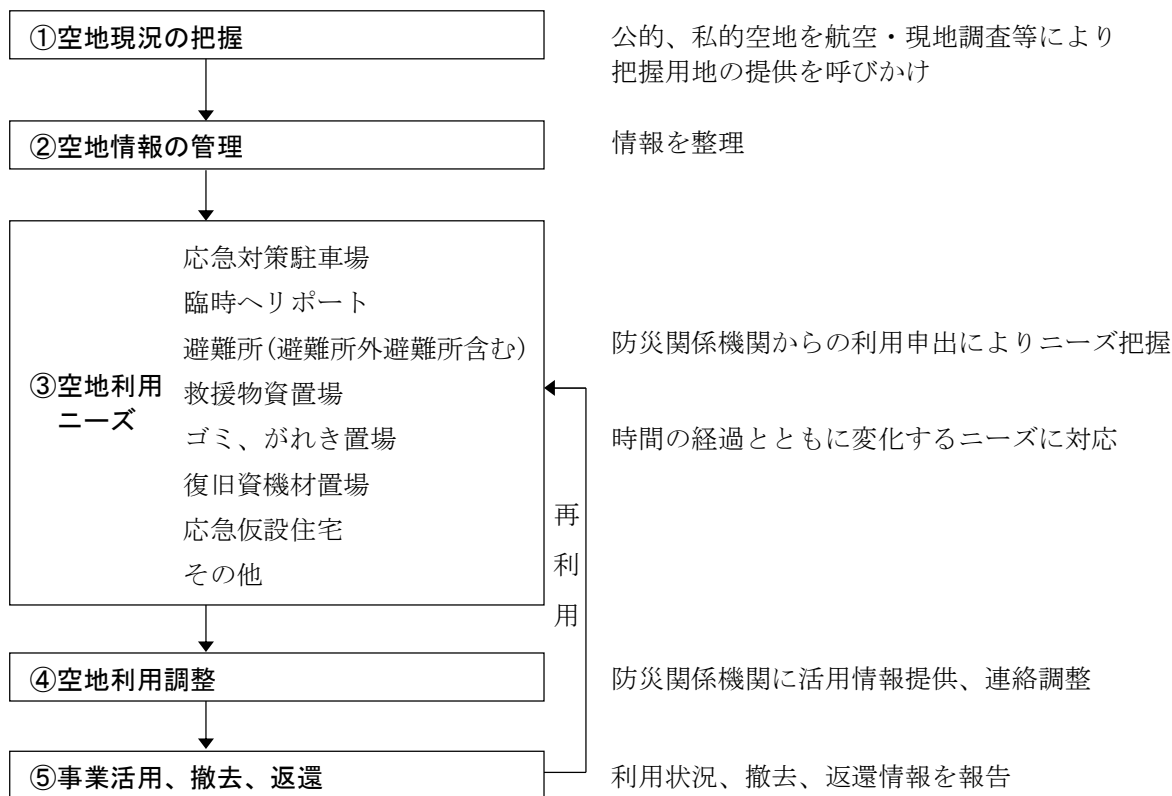 ①空地現況の把握
公的、私的空地を航空・現地調査等により
把握用地の提供を呼びかけ
②空地情報の管理
情報を整理
③空地利用
ニーズ
応急対策駐車場
臨時ヘリポート
避難所(避難所外避難所含む)
救援物資置場
ゴミ、がれき置場
復旧資機材置場
応急仮設住宅
その他
防災関係機関からの利用申出によりニーズ把握
時間の経過とともに変化するニーズに対応
再利用
④空地利用調整
防災関係機関に活用情報提供、連絡調整
⑤事業活用、撤去、返還
利用状況、撤去、返還情報を報告